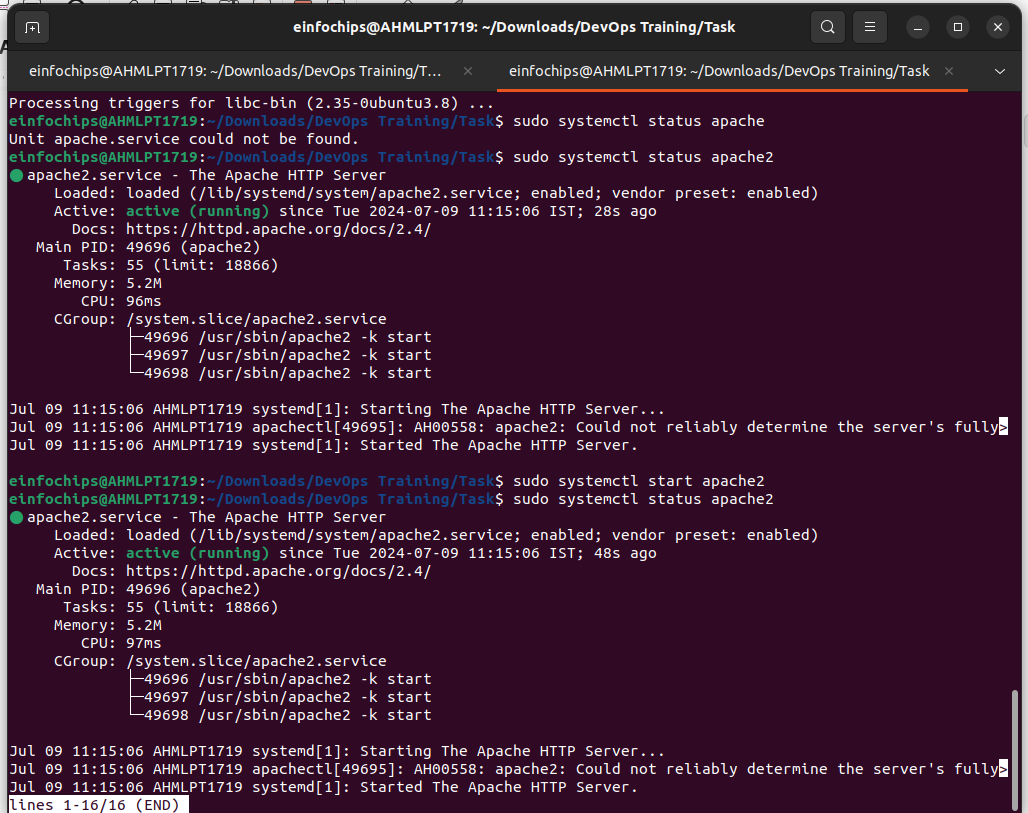 einfochips@AHMLPT1719: ~/Downloads/DevOps Training/Task
einfochips@AHMLPT1719: ~/Downloads/DevOps Training/T...
einfochips@AHMLPT1719: ~/Downloads/DevOps Training/Task
Processing triggers for libc-bin (2.35-0ubuntu3.8) ...
einfochips@AHMLPT1719:~/Downloads/DevOps Training/Task$ sudo systemctl status apache
Unit apache.service could not be found.
einfochips@AHMLPT1719:~/Downloads/DevOps Training/Task$ sudo systemctl status apache2
● apache2.service - The Apache HTTP Server
     Loaded: loaded (/lib/systemd/system/apache2.service; enabled; vendor preset: enabled)
     Active: active (running) since Tue 2024-07-09 11:15:06 IST; 28s ago
       Docs: https://httpd.apache.org/docs/2.4/
   Main PID: 49696 (apache2)
      Tasks: 55 (limit: 18866)
     Memory: 5.2M
        CPU: 96ms
     CGroup: /system.slice/apache2.service
             ├─49696 /usr/sbin/apache2 -k start
             ├─49697 /usr/sbin/apache2 -k start
             └─49698 /usr/sbin/apache2 -k start
Jul 09 11:15:06 AHMLPT1719 systemd[1]: Starting The Apache HTTP Server...
Jul 09 11:15:06 AHMLPT1719 apachectl[49695]: AH00558: apache2: Could not reliably determine the server's fully>
Jul 09 11:15:06 AHMLPT1719 systemd[1]: Started The Apache HTTP Server.
einfochips@AHMLPT1719:~/Downloads/DevOps Training/Task$ sudo systemctl start apache2
einfochips@AHMLPT1719:~/Downloads/DevOps Training/Task$ sudo systemctl status apache2
● apache2.service - The Apache HTTP Server
     Loaded: loaded (/lib/systemd/system/apache2.service; enabled; vendor preset: enabled)
     Active: active (running) since Tue 2024-07-09 11:15:06 IST; 48s ago
       Docs: https://httpd.apache.org/docs/2.4/
   Main PID: 49696 (apache2)
      Tasks: 55 (limit: 18866)
     Memory: 5.2M
        CPU: 97ms
     CGroup: /system.slice/apache2.service
             ├─49696 /usr/sbin/apache2 -k start
             ├─49697 /usr/sbin/apache2 -k start
             └─49698 /usr/sbin/apache2 -k start
Jul 09 11:15:06 AHMLPT1719 systemd[1]: Starting The Apache HTTP Server...
Jul 09 11:15:06 AHMLPT1719 apachectl[49695]: AH00558: apache2: Could not reliably determine the server's fully>
Jul 09 11:15:06 AHMLPT1719 systemd[1]: Started The Apache HTTP Server.
lines 1-16/16 (END)